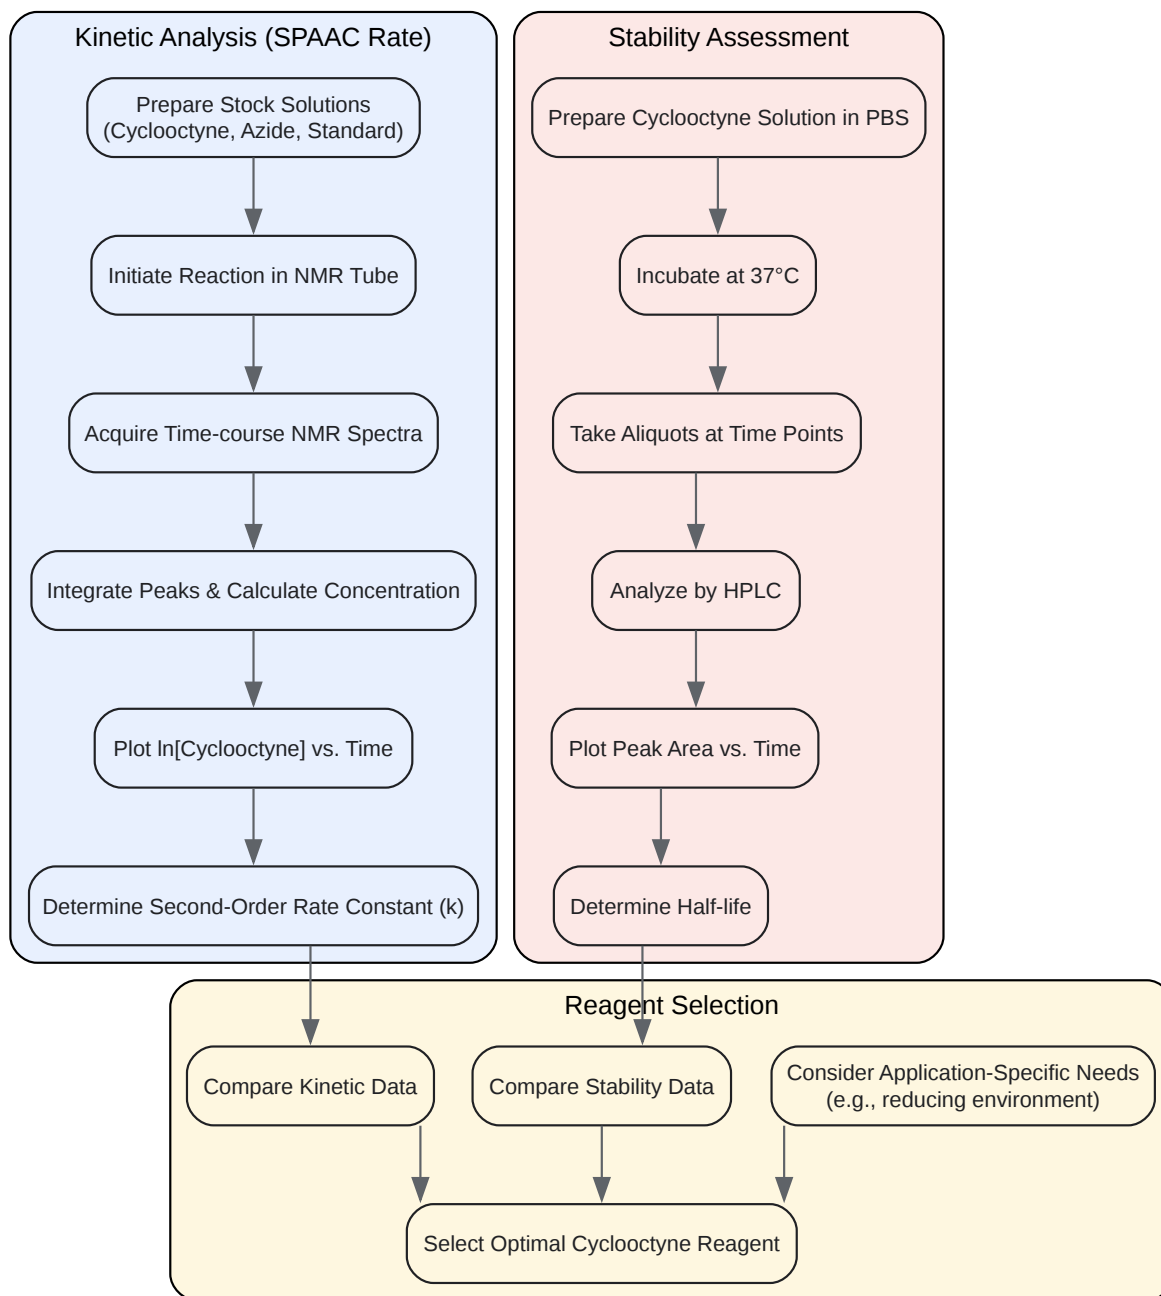 Kinetic Analysis (SPAAC Rate)
Prepare Stock Solutions
(Cyclooctyne, Azide, Standard)
Initiate Reaction in NMR Tube
Acquire Time-course NMR Spectra
Integrate Peaks & Calculate Concentration
Plot ln[Cyclooctyne] vs. Time
Determine Second-Order Rate Constant (k)
Stability Assessment
Prepare Cyclooctyne Solution in PBS
Incubate at 37°C
Take Aliquots at Time Points
Analyze by HPLC
Plot Peak Area vs. Time
Determine Half-life
Reagent Selection
Compare Kinetic Data
Compare Stability Data
Consider Application-Specific Needs
(e.g., reducing environment)
Select Optimal Cyclooctyne Reagent